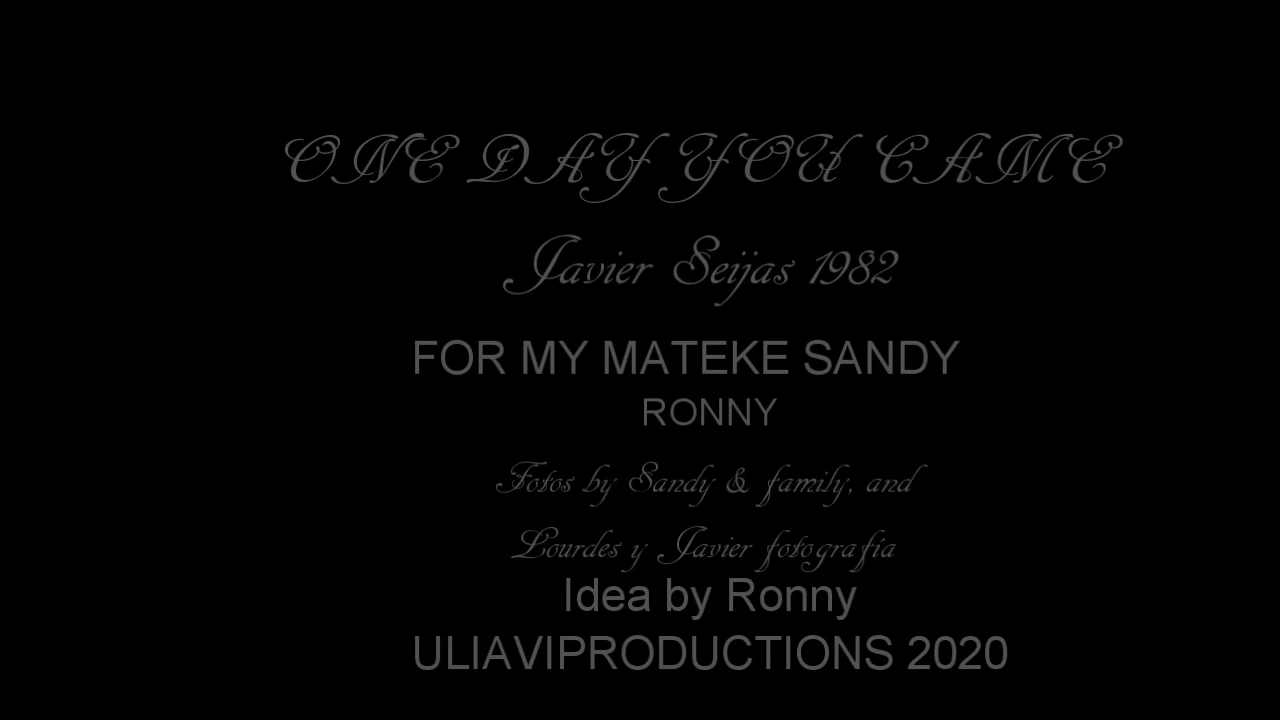 ONE DAY YOU CAME
Javier Seijas 1982
FOR MY MATEKE SANDY
RONNY
Fotos by Sandy & family, and
Lourdes y Javier fotografía
Idea by Ronny
ULIAVIPRODUCTIONS 2020